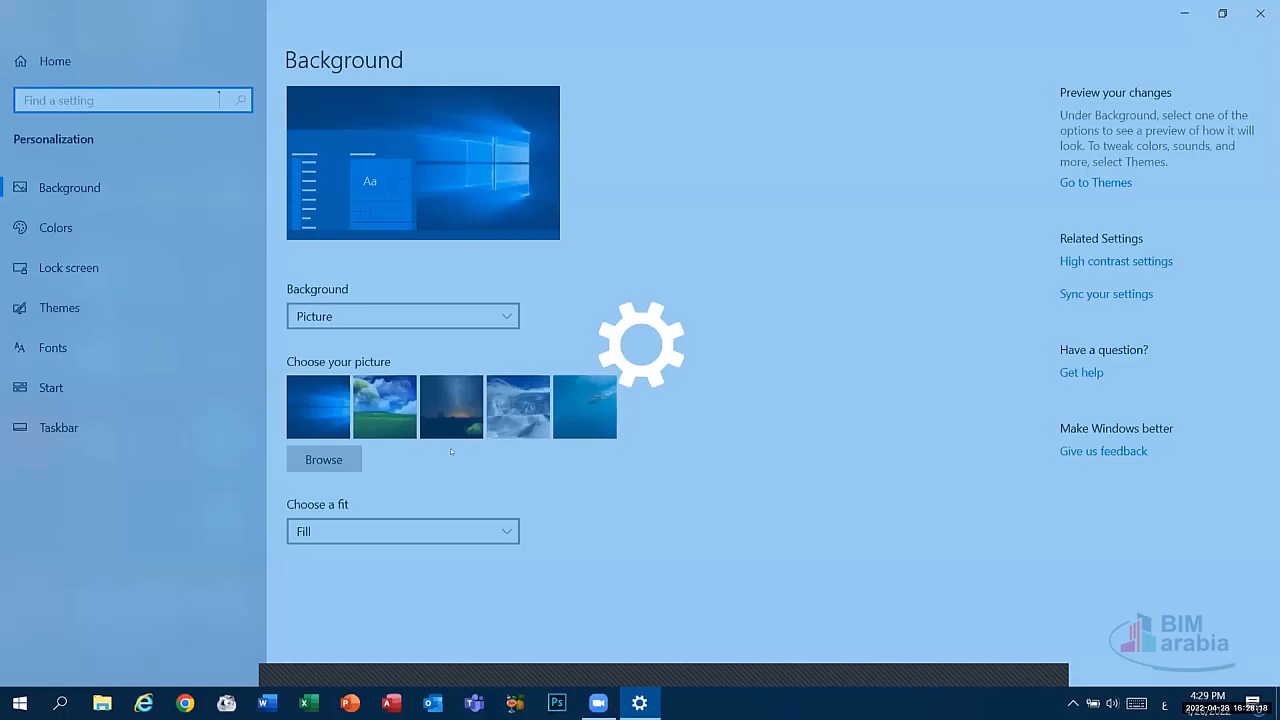 Home
Find a setting
Personalization
Background
Colors
Lock screen
Themes
Fonts
Start
Taskbar
Background
Aa
Background
Picture
Choose your picture
Browse
Choose a fit
Fill
Preview your changes
Under Background, select one of the
options to see a preview of how it will
look. To tweak colors, sounds, and
more, select Themes.
Go to Themes
Related Settings
High contrast settings
Sync your settings
Have a question?
Get help
Make Windows better
Give us feedback
BIM
arabia
4:29 PM
2022-04-28 16:28:18
ع